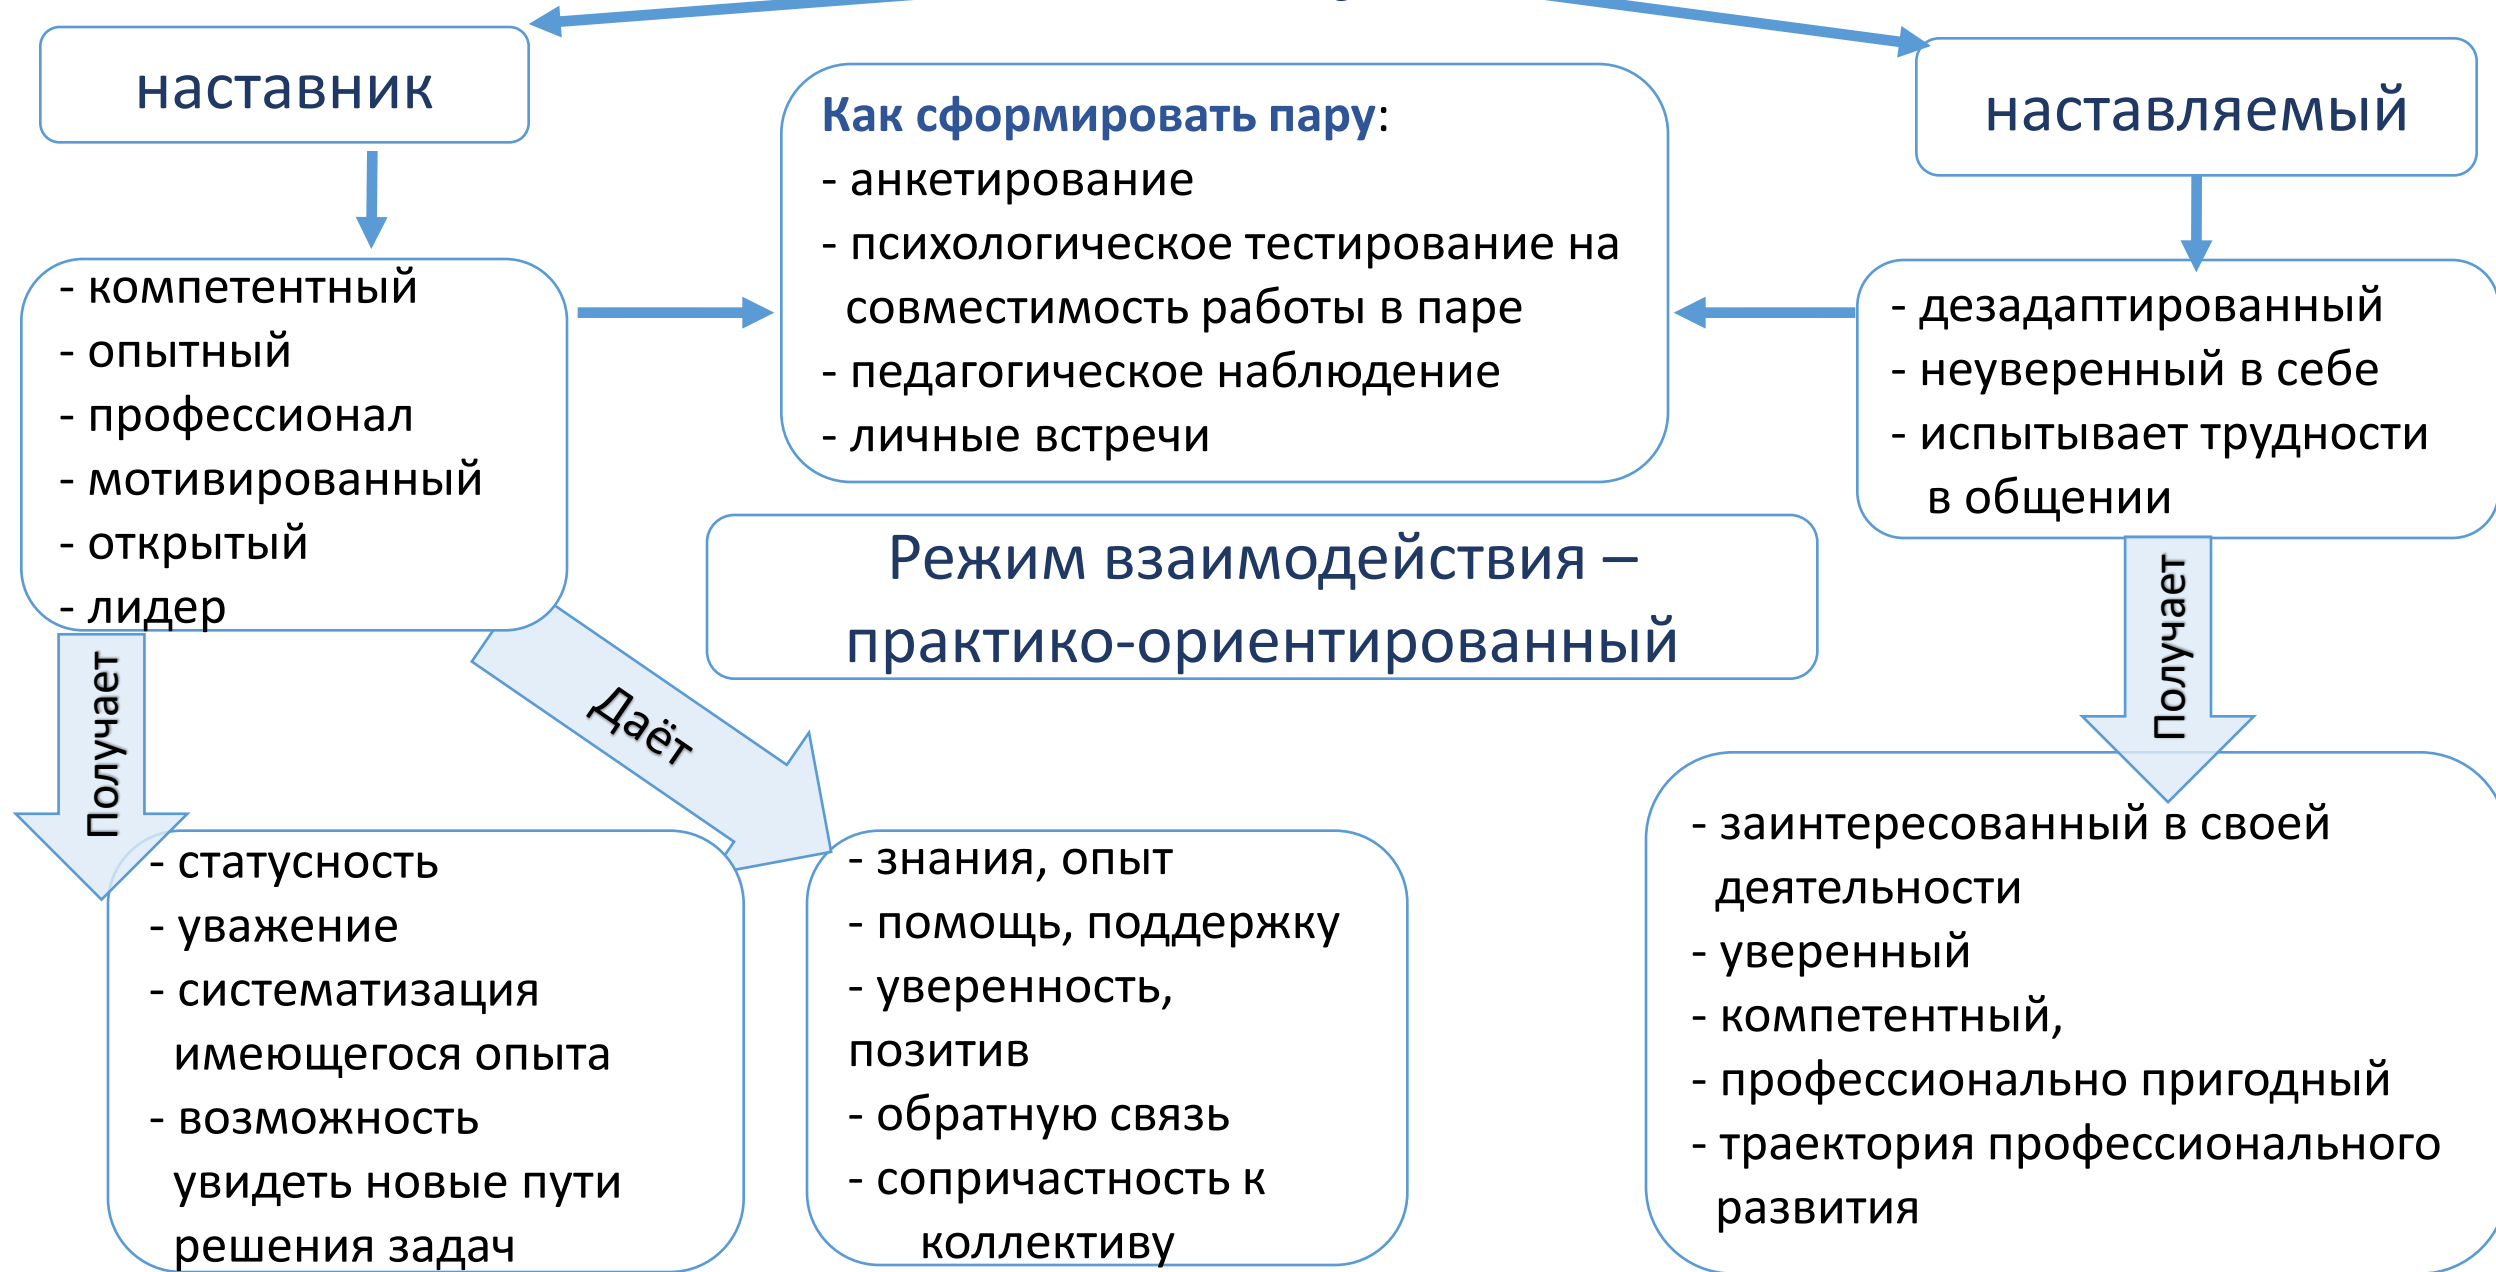 наставник
наставляемый
Как сформировать пару:
- анкетирование
- психологическое тестирование на
совместимость работы в паре
- педагогическое наблюдение
- личные встречи
- компетентный
- опытный
- профессионал
- мотивированный
- открытый
- лидер
- дезадаптированный
- неуверенный в себе
- испытывает трудности
в общении
Режим взаимодействия –
практико-ориентированный
Получает
Даёт
Получает
- статусность
- уважение
- систематизация
имеющегося опыта
- возможность
увидеть новые пути
решения задач
- знания, опыт
- помощь, поддержку
- уверенность,
позитив
- обратную связь
- сопричастность к
коллективу
- заинтересованный в своей
деятельности
- уверенный
- компетентный,
- профессионально пригодный
- траектория профессионального
развития